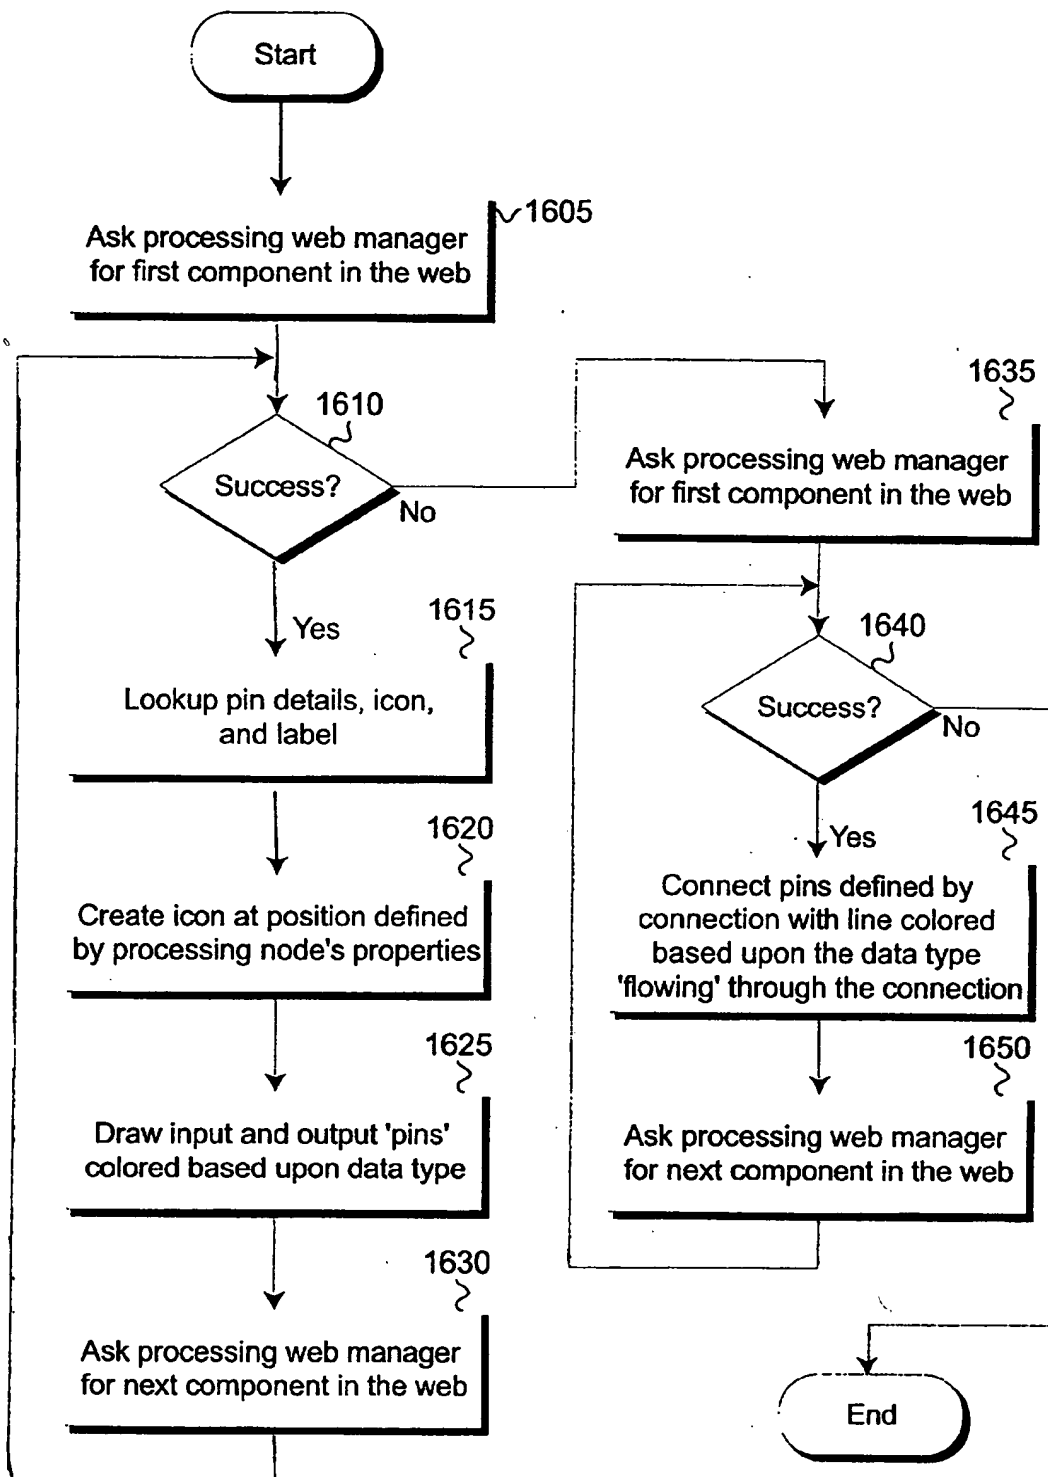 Start
1605
Ask processing web manager
for first component in the web
1610
Success?
No
Yes
1615
Lookup pin details, icon,
and label
1620
Create icon at position defined
by processing node's properties
1625
Draw input and output 'pins'
colored based upon data type
1630
Ask processing web manager
for next component in the web
1635
Ask processing web manager
for first component in the web
1640
Success?
No
Yes
1645
Connect pins defined by
connection with line colored
based upon the data type
'flowing' through the connection
1650
Ask processing web manager
for next component in the web
End